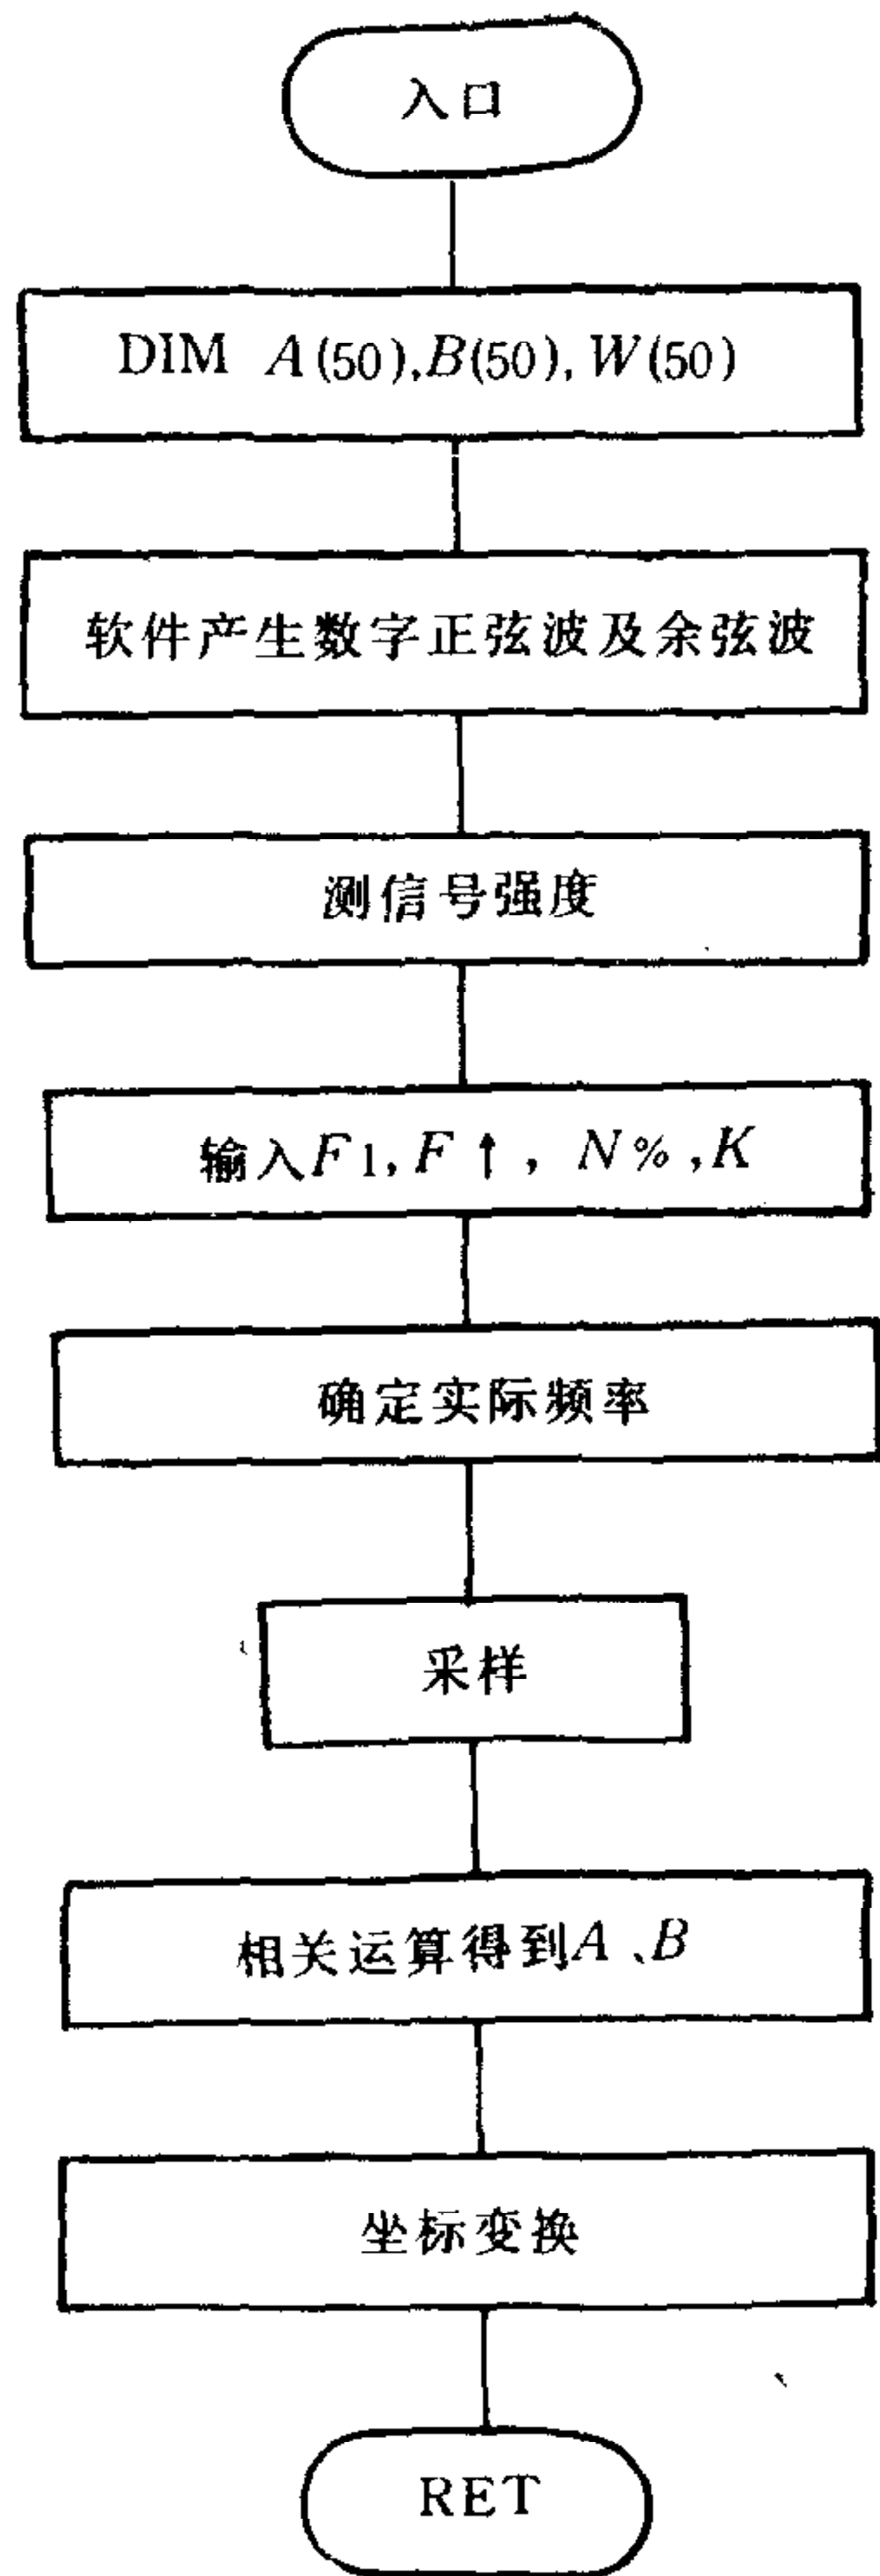 入口
DIM A(50),B(50),W(50)
软件产生数字正弦波及余弦波
测信号强度
输入F1,F↑, N%,K
确定实际频率
采样
相关运算得到A、B
坐标变换
RET